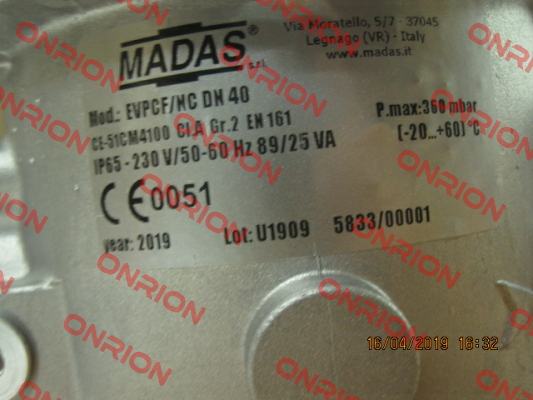 MADAS® s.r.l.
Via Moratello, 5/7 - 37045
Legnago (VR) - Italy
www.madas.it
Mod.: EVPCF/NC DN 40
CE-51CM4100 Cl.A Gr.2 EN 161
P.max: 360 mbar
IP65 - 230 V/50-60 Hz 89/25 VA
(-20...+60) °C
CE 0051
year: 2019
Lot: U1909
5833/00001
16/04/2019 16:32
ONRION